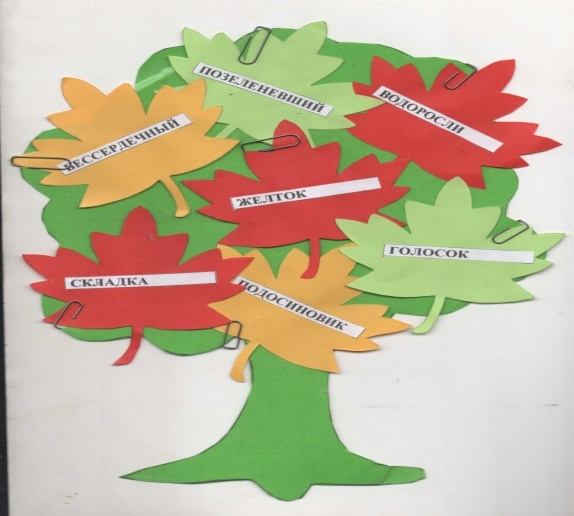 ПОЗЕЛЕНЕВШИЙ
ВОДОРОСЛИ
БЕССЕРДЕЧНЫЙ
ЖЕЛТОК
ГОЛОСОК
СКЛАДКА
ПОДОСИНОВИК